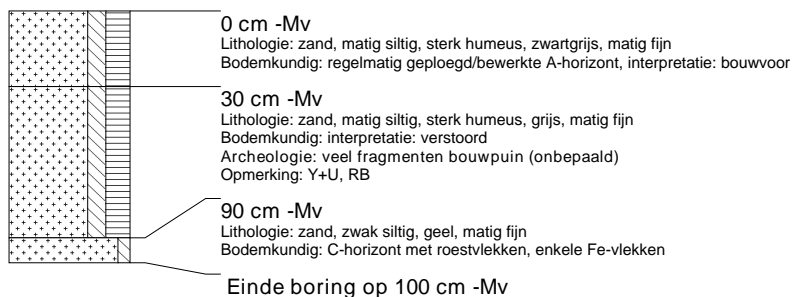 0 cm -Mv
Lithologie: zand, matig siltig, sterk humeus, zwartgrijs, matig fijn
Bodemkundig: regelmatig geploegd/bewerkte A-horizont, interpretatie: bouwvoor
30 cm -Mv
Lithologie: zand, matig siltig, sterk humeus, grijs, matig fijn
Bodemkundig: interpretatie: verstoord
Archeologie: veel fragmenten bouwpuin (onbepaald)
Opmerking: Y+U, RB
90 cm -Mv
Lithologie: zand, zwak siltig, geel, matig fijn
Bodemkundig: C-horizont met roestvlekken, enkele Fe-vlekken
Einde boring op 100 cm -Mv